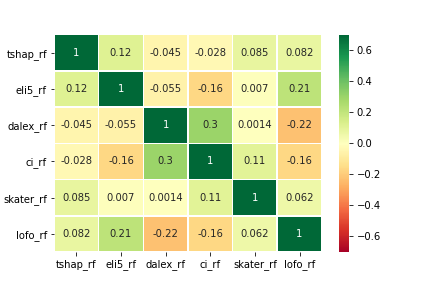 tshap_rf 1 0.12 -0.045 -0.028 0.085 0.082
eli5_rf 0.12 1 -0.055 -0.16 0.007 0.21
dalex_rf -0.045 -0.055 1 0.3 0.0014 -0.22
ci_rf -0.028 -0.16 0.3 1 0.11 -0.16
skater_rf 0.085 0.007 0.0014 0.11 1 0.062
lofo_rf 0.082 0.21 -0.22 -0.16 0.062 1
tshap_rf eli5_rf dalex_rf ci_rf skater_rf lofo_rf
0.6
0.4
0.2
0.0
−0.2
−0.4
−0.6